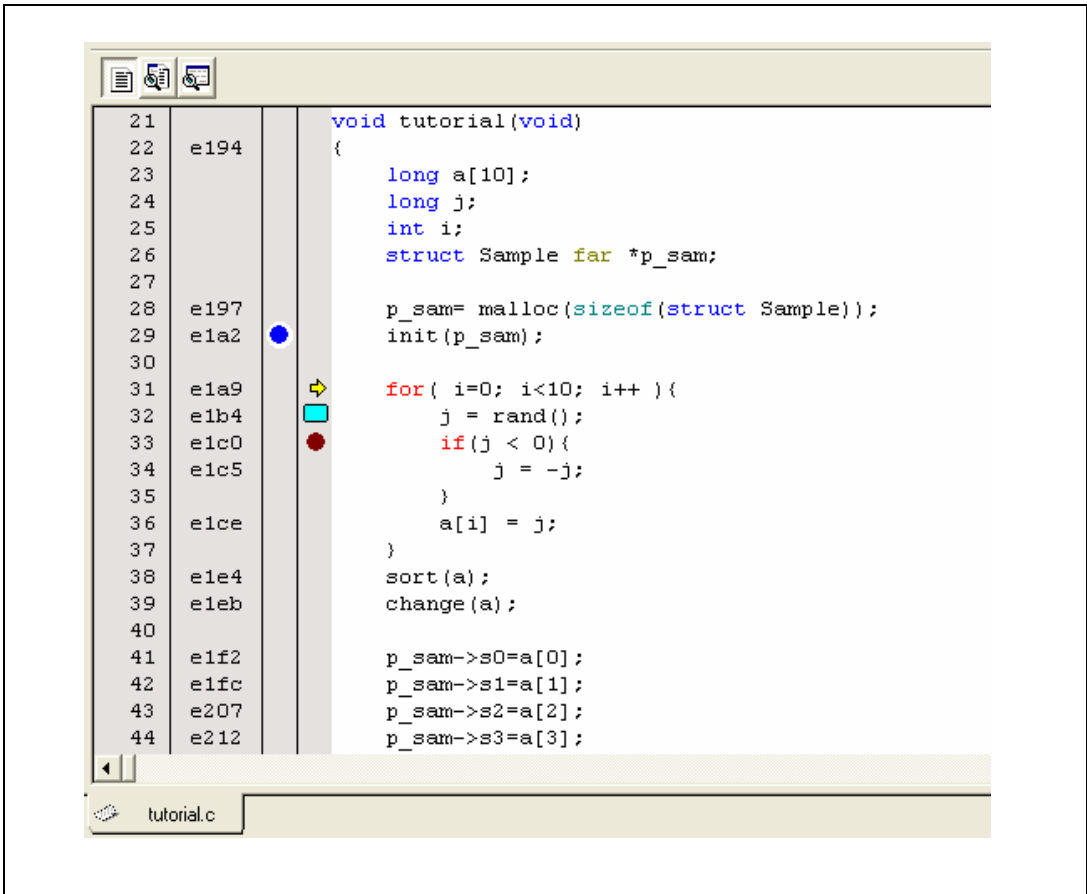 21 void tutorial(void)
22 e194 {
23 long a[10];
24 long j;
25 int i;
26 struct Sample far *p_sam;
27
28 e197 p_sam= malloc(sizeof(struct Sample));
29 e1a2 init(p_sam);
30
31 e1a9 for( i=0; i<10; i++ ){
32 e1b4 j = rand();
33 e1c0 if(j < 0){
34 e1c5 j = -j;
35 }
36 e1ce a[i] = j;
37 }
38 e1e4 sort(a);
39 e1eb change(a);
40
41 e1f2 p_sam->s0=a[0];
42 e1fc p_sam->s1=a[1];
43 e207 p_sam->s2=a[2];
44 e212 p_sam->s3=a[3];
tutorial.c